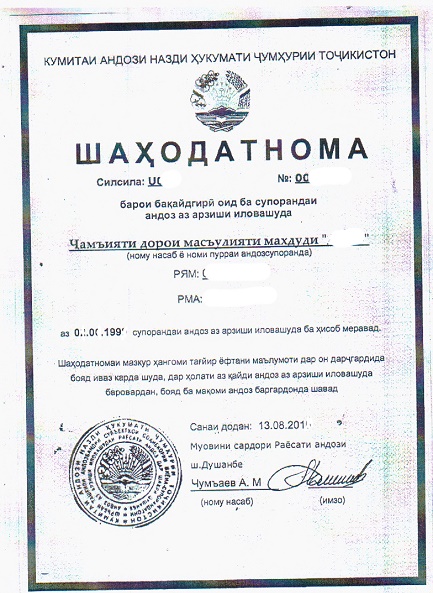 КУМИТАИ АНДОЗИ НАЗДИ ҲУКУМАТИ ҶУМҲУРИИ ТОҶИКИСТОН
ШАҲОДАТНОМА
Силсила: №:
барои бақайдгирӣ оид ба супорандаи
андоз аз арзиши иловашуда
Ҷамъияти дорои масъулияти маҳдуди " "
(ному насаб ё номи пурраи андозсупоранда)
РЯМ:
РМА:
аз супорандаи андоз аз арзиши иловашуда ба ҳисоб меравад.
Шаҳодатномаи мазкур ҳангоми тағйир ёфтани маълумоти дар он дарҷгардида
бояд иваз карда шуда, дар ҳолати аз қайди андоз аз арзиши иловашуда
баровардан, бояд ба мақоми андоз баргардонда шавад
Санаи додан: 13.08.201
Муовини сардори Раёсати андози
ш.Душанбе
Ҷумъаев А. М
(ному насаб) (имзо)